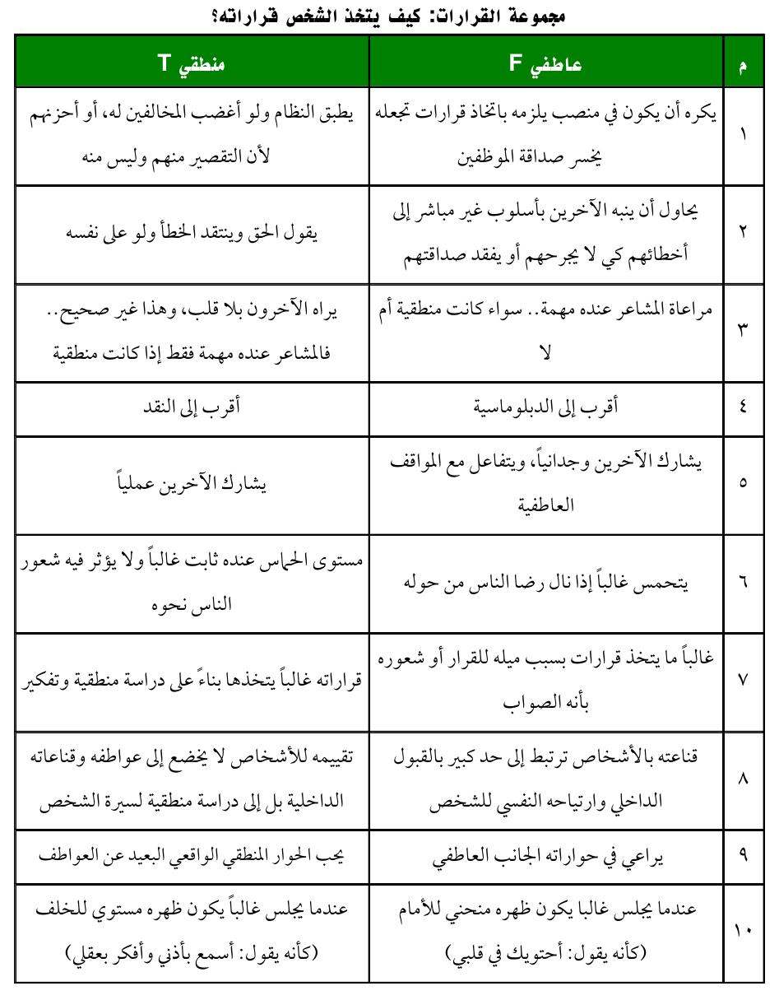 مجموعة القرارات: كيف يتخذ الشخص قراراته؟
م
عاطفي F
منطقي T
١
يكره أن يكون في منصب يلزمه باتخاذ قرارات تجعله
يخسر صداقة الموظفين
يطبق النظام ولو أغضب المخالفين له، أو أحزنهم
لأن التقصير منهم وليس منه
٢
يحاول أن ينبه الآخرين بأسلوب غير مباشر إلى
أخطائهم كي لا يجرحهم أو يفقد صداقتهم
يقول الحق وينتقد الخطأ ولو على نفسه
٣
مراعاة المشاعر عنده مهمة.. سواء كانت منطقية أم
لا
يراه الآخرون بلا قلب، وهذا غير صحيح..
فالمشاعر عنده مهمة فقط إذا كانت منطقية
٤
أقرب إلى الدبلوماسية
أقرب إلى النقد
٥
يشارك الآخرين وجدانياً، ويتفاعل مع المواقف
العاطفية
يشارك الآخرين عملياً
٦
يتحمس غالباً إذا نال رضا الناس من حوله
مستوى الحماس عنده ثابت غالباً ولا يؤثر فيه شعور
الناس نحوه
٧
غالباً ما يتخذ قرارات بسبب ميله للقرار أو شعوره
بأنه الصواب
قراراته غالباً يتخذها بناءً على دراسة منطقية وتفكير
٨
قناعته بالأشخاص ترتبط إلى حد كبير بالقبول
الداخلي وارتياحه النفسي للشخص
تقييمه للأشخاص لا يخضع إلى عواطفه وقناعاته
الداخلية بل إلى دراسة منطقية لسيرة الشخص
٩
يراعي في حواراته الجانب العاطفي
يحب الحوار المنطقي الواقعي البعيد عن العواطف
١٠
عندما يجلس غالبا يكون ظهره منحني للأمام
(كأنه يقول: أحتويك في قلبي)
عندما يجلس غالباً يكون ظهره مستوي للخلف
(كأنه يقول: أسمع بأذني وأفكر بعقلي)